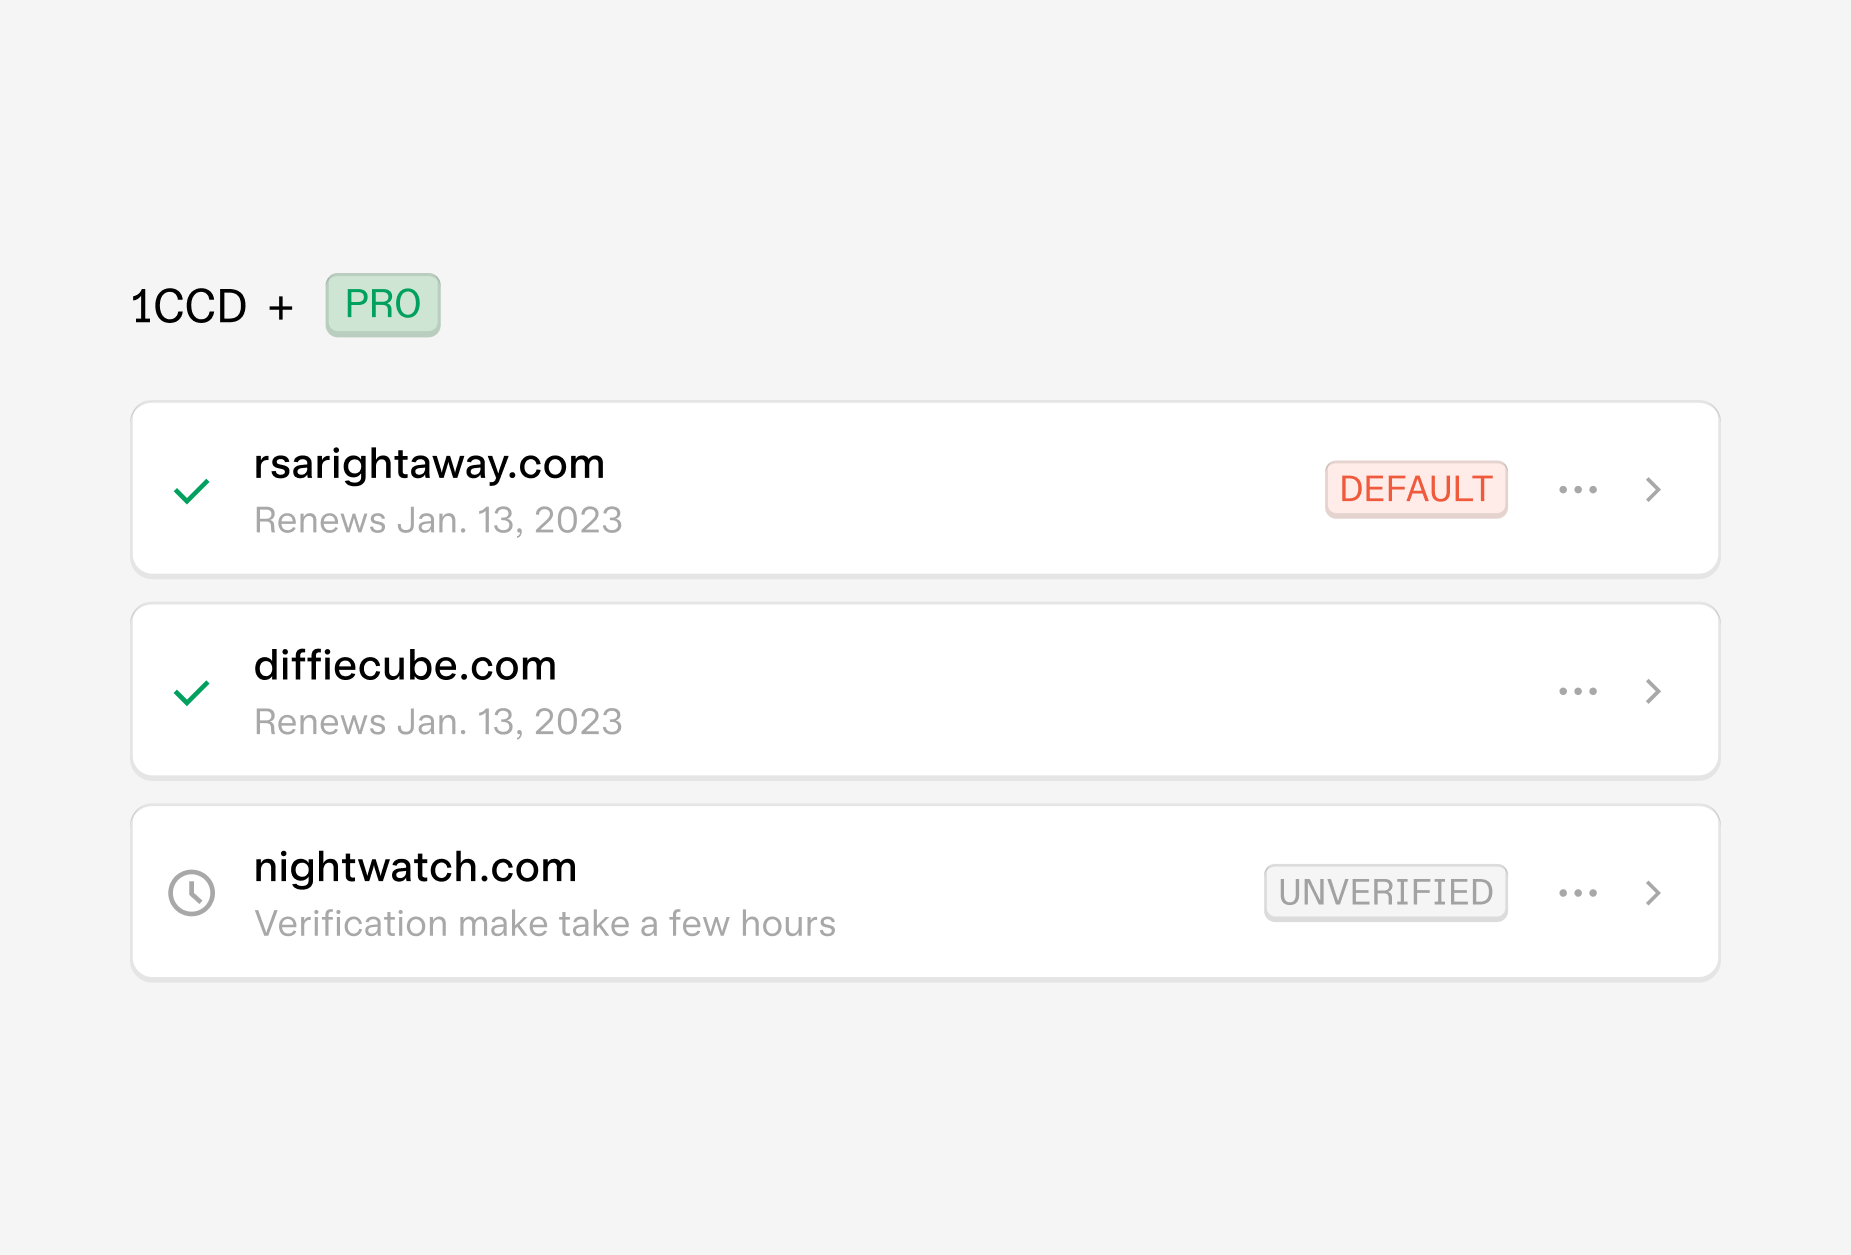 1CCD + PRO
rsarightaway.com
Renews Jan. 13, 2023
DEFAULT
diffiecube.com
Renews Jan. 13, 2023
nightwatch.com
Verification make take a few hours
UNVERIFIED